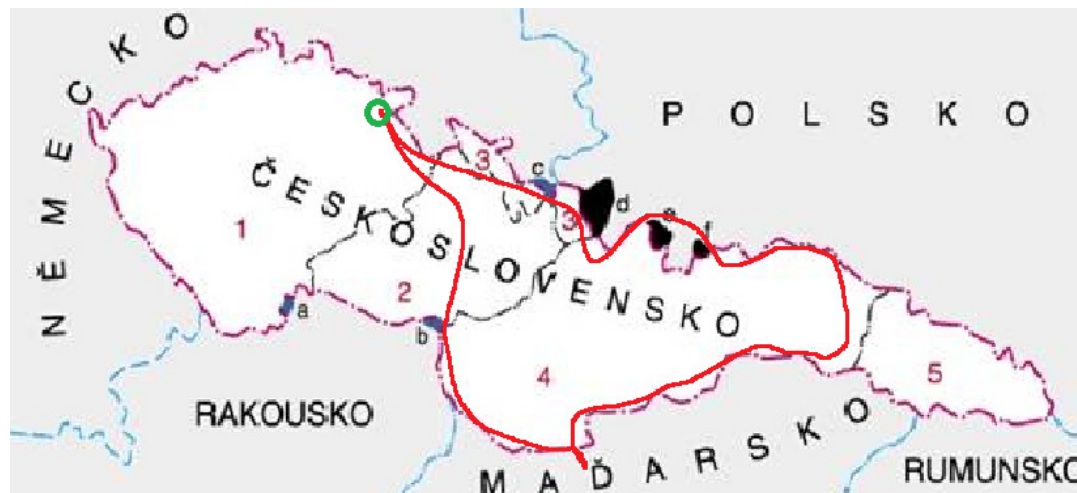 NĚMECKO
POLSKO
ČESKOSLOVENSKO
3
c
d
3
e
f
1
a
2
b
4
5
RAKOUSKO
MAĎARSKO
RUMUNSKO